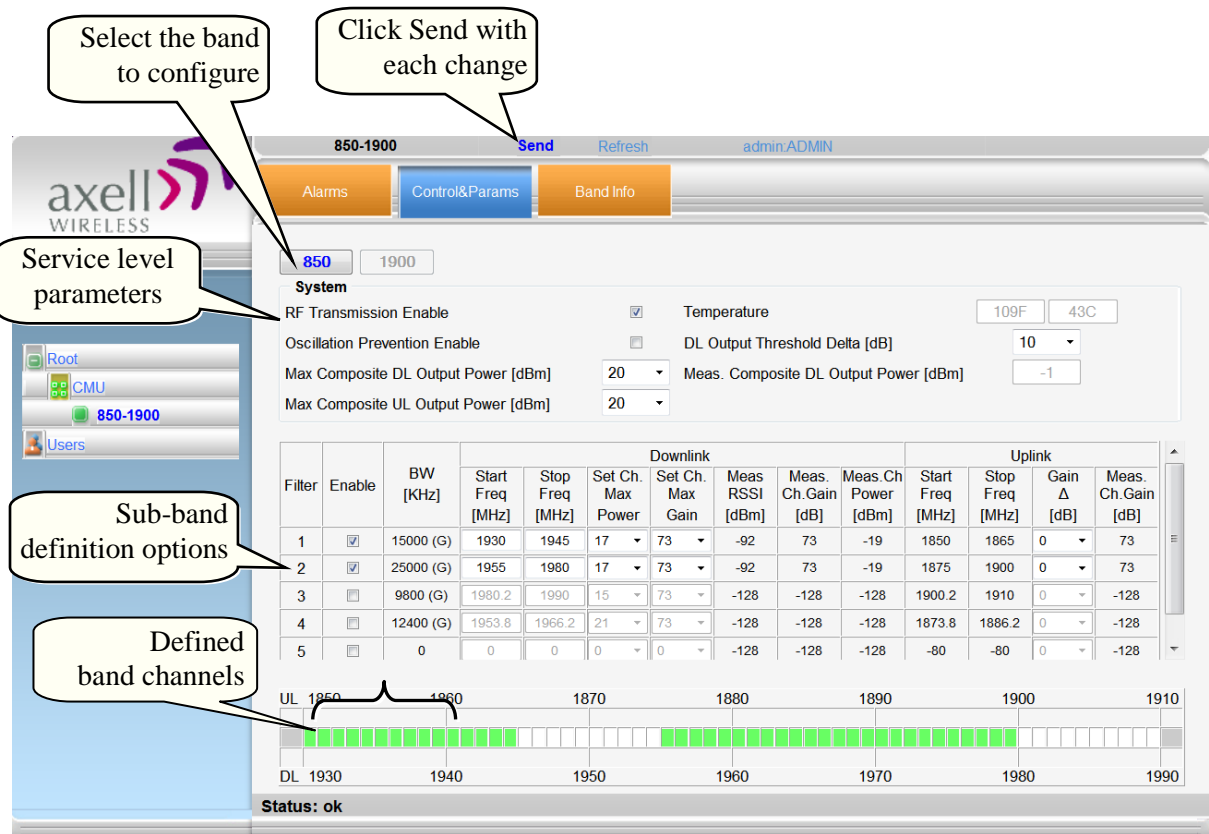 Select the band
to configure
Click Send with
each change
850-1900 Send Refresh admin:ADMIN
axell
WIRELESS
Alarms Control&Params Band Info
Service level
parameters
850 1900
System
RF Transmission Enable Temperature 109F 43C
Oscillation Prevention Enable DL Output Threshold Delta [dB] 10
Max Composite DL Output Power [dBm] 20 Meas. Composite DL Output Power [dBm] -1
Max Composite UL Output Power [dBm] 20
Root
CMU
850-1900
Users
Downlink Uplink
Filter Enable BW [KHz] Start Freq [MHz] Stop Freq [MHz] Set Ch. Max Power Set Ch. Max Gain Meas RSSI [dBm] Meas. Ch.Gain [dB] Meas.Ch Power [dBm] Start Freq [MHz] Stop Freq [MHz] Gain Δ [dB] Meas. Ch.Gain [dB]
1 15000 (G) 1930 1945 17 73 -92 73 -19 1850 1865 0 73
2 25000 (G) 1955 1980 17 73 -92 73 -19 1875 1900 0 73
3 9800 (G) 1980.2 1990 15 73 -128 -128 -128 1900.2 1910 0 -128
4 12400 (G) 1953.8 1966.2 21 73 -128 -128 -128 1873.8 1886.2 0 -128
5 0 0 0 0 0 -128 -128 -128 -80 -80 0 -128
Sub-band
definition options
Defined
band channels
UL 1850 1860 1870 1880 1890 1900 1910
DL 1930 1940 1950 1960 1970 1980 1990
Status: ok